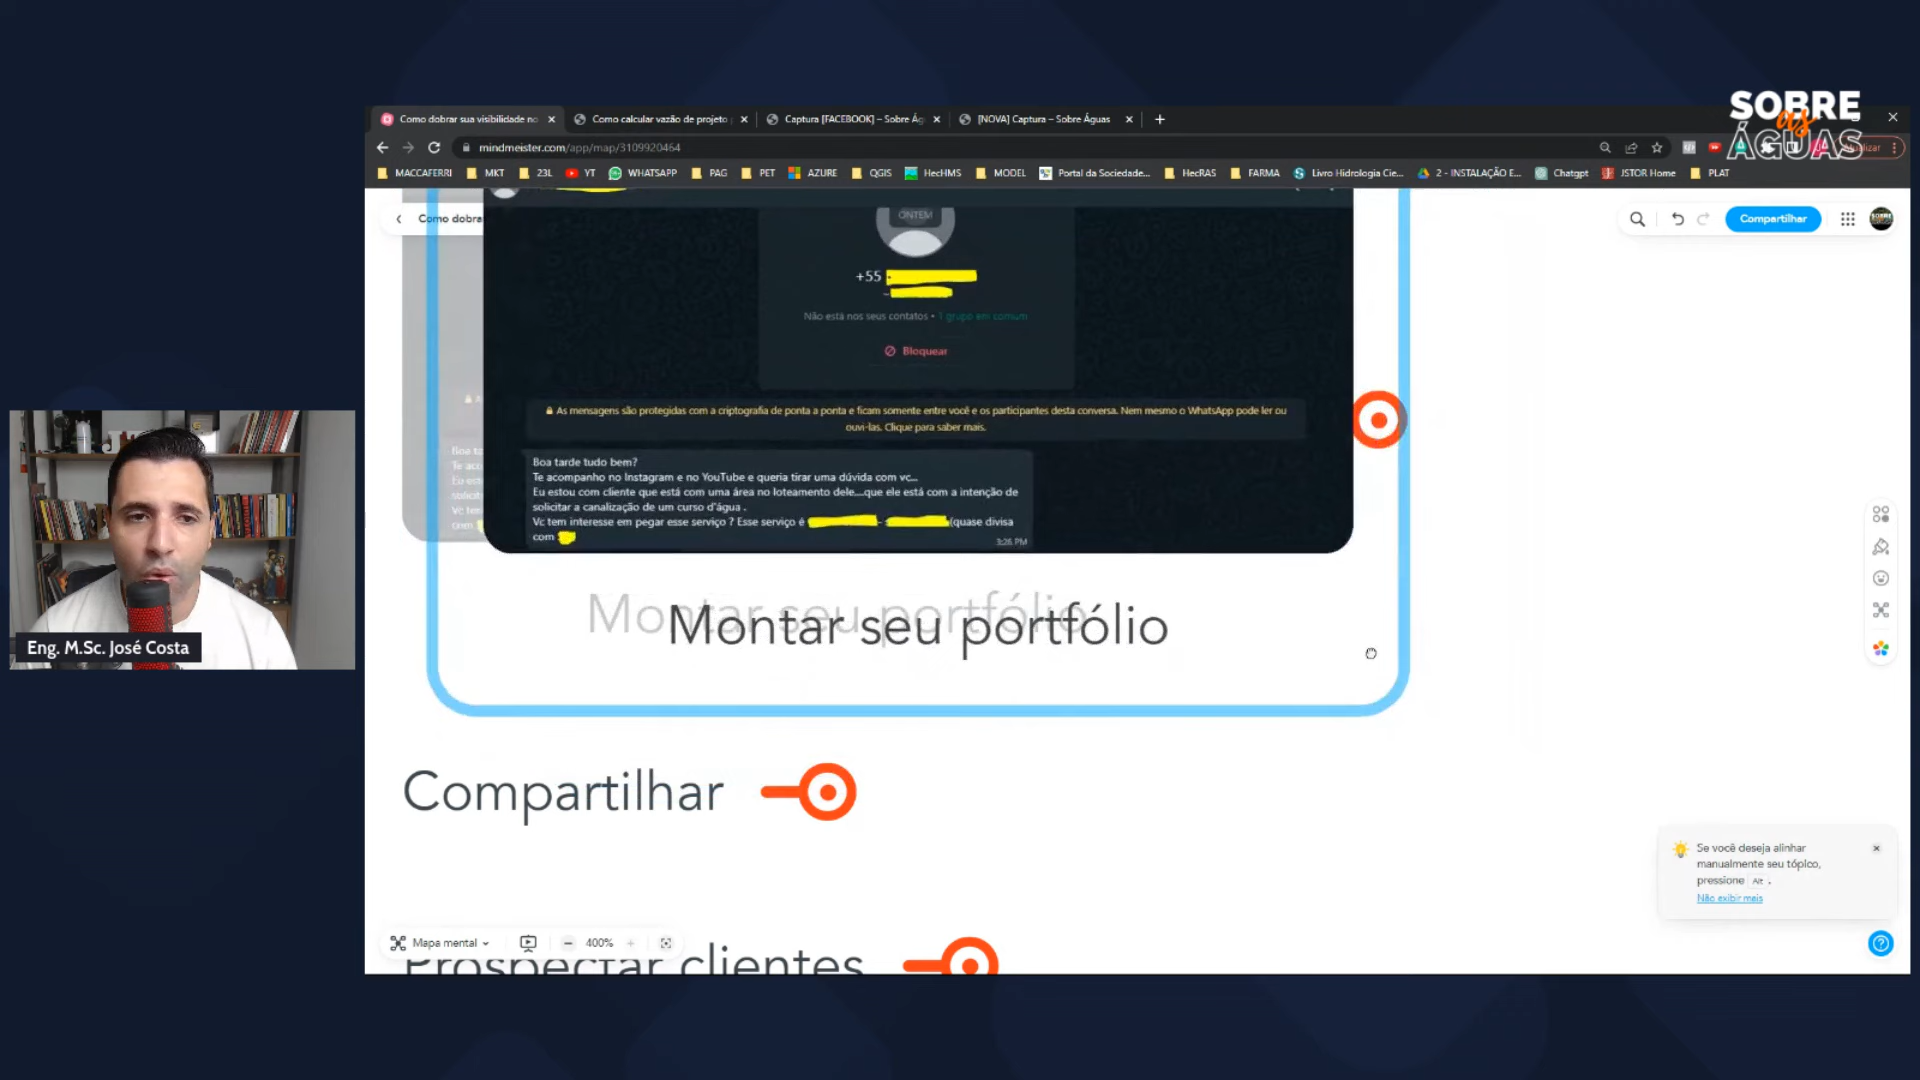 SOBRE
as
ÁGUAS
Como dobrar sua visibilidade no
Como calcular vazão de projeto
Captura [FACEBOOK] – Sobre Ág
[NOVA] Captura – Sobre Águas
mindmeister.com/app/map/3109920464
MACCAFERRI MKT 23L YT WHATSAPP PAG PET AZURE QGIS HecHMS MODEL Portal da Sociedade... HecRAS FARMA Livro Hidrologia Cie... 2 - INSTALAÇÃO E... Chatgpt JSTOR Home PLAT
Como dobra
Compartilhar
ONTEM
+55
Não está nos seus contatos • 1 grupo em comum
Bloquear
As mensagens são protegidas com a criptografia de ponta a ponta e ficam somente entre você e os participantes desta conversa. Nem mesmo o WhatsApp pode ler ou
ouvi-las. Clique para saber mais.
Boa tarde tudo bem?
Te acompanho no Instagram e no YouTube e queria tirar uma dúvida com vc...
Eu estou com cliente que está com uma área no loteamento dele....que ele está com a intenção de
solicitar a canalização de um curso d'água .
Vc tem interesse em pegar esse serviço ? Esse serviço é - (quase divisa
com
3:26 PM
Montar seu portfólio
Montar seu portfólio
Eng. M.Sc. José Costa
Compartilhar
Se você deseja alinhar
manualmente seu tópico,
pressione Alt .
Não exibir mais
Mapa mental
400%
Prospectar clientes